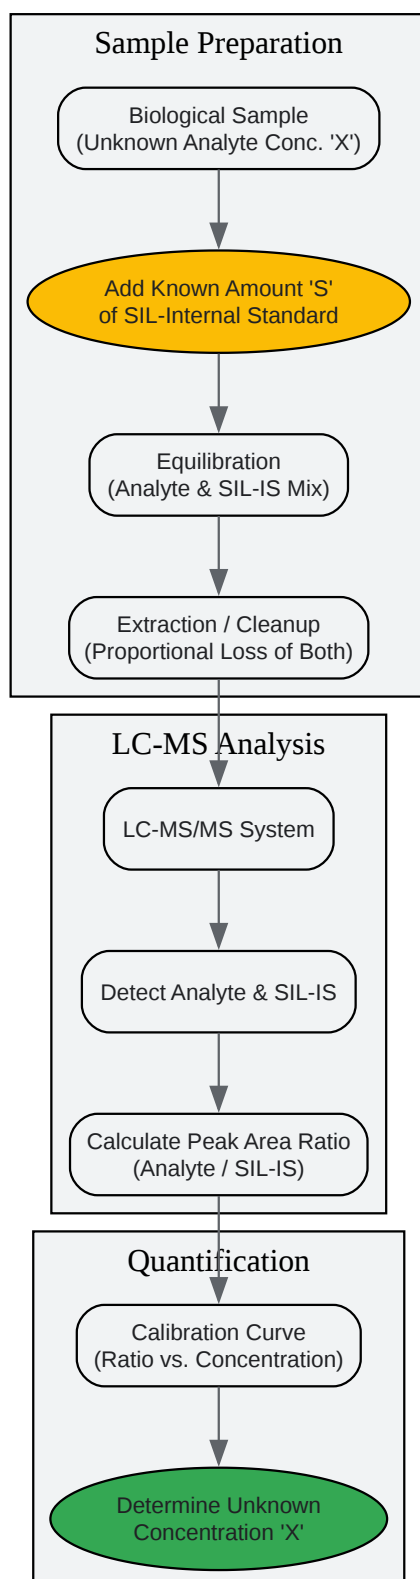 Sample Preparation
Biological Sample
(Unknown Analyte Conc. 'X')
Add Known Amount 'S'
of SIL-Internal Standard
Equilibration
(Analyte & SIL-IS Mix)
Extraction / Cleanup
(Proportional Loss of Both)
LC-MS Analysis
LC-MS/MS System
Detect Analyte & SIL-IS
Calculate Peak Area Ratio
(Analyte / SIL-IS)
Quantification
Calibration Curve
(Ratio vs. Concentration)
Determine Unknown
Concentration 'X'